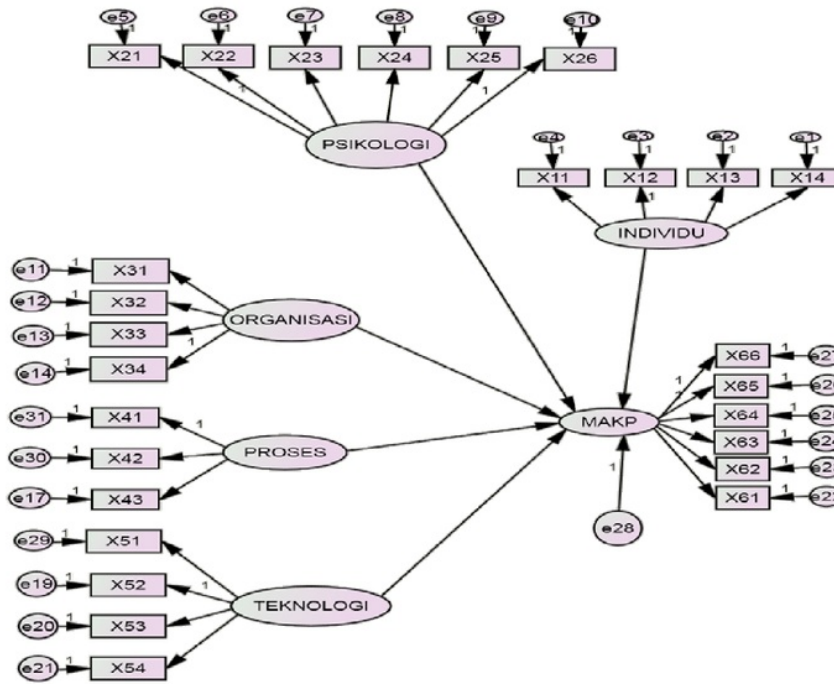 e5 e6 e7 e8 e9 e10
1 1 1 1 1 1
X21 X22 X23 X24 X25 X26
1
PSIKOLOGI
e4 e3 e2 e1
1 1 1 1
X11 X12 X13 X14
1
INDIVIDU
e11 1 X31
e12 1 X32
ORGANISASI
e13 1 X33
e14 1 X34 1
X66 1
1
X65 1
1
X64 1
X63 1
X62 1
X61 1
MAKP
1
e28
e31 1 X41 1
e30 1 X42
PROSES
e17 1 X43
e29 1 X51
e19 1 X52 1
TEKNOLOGI
e20 1 X53
e21 1 X54